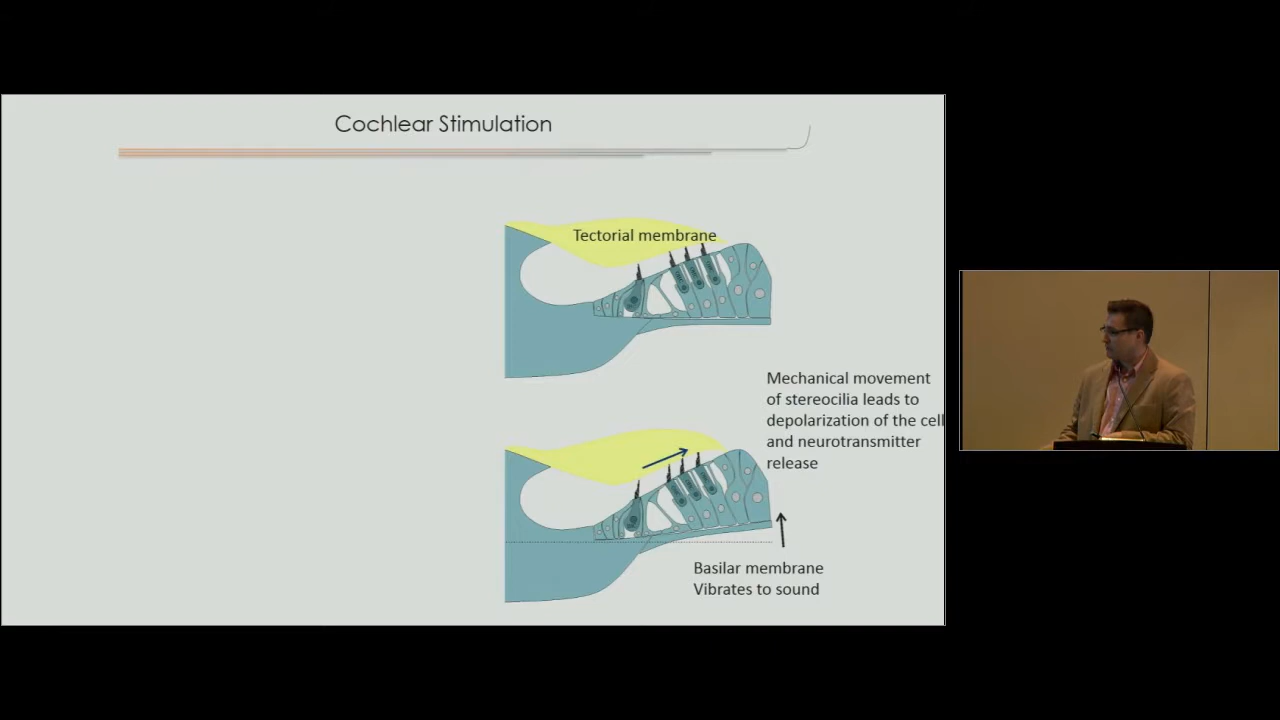 Cochlear Stimulation
Tectorial membrane
Mechanical movement
of stereocilia leads to
depolarization of the cell
and neurotransmitter
release
Basilar membrane
Vibrates to sound